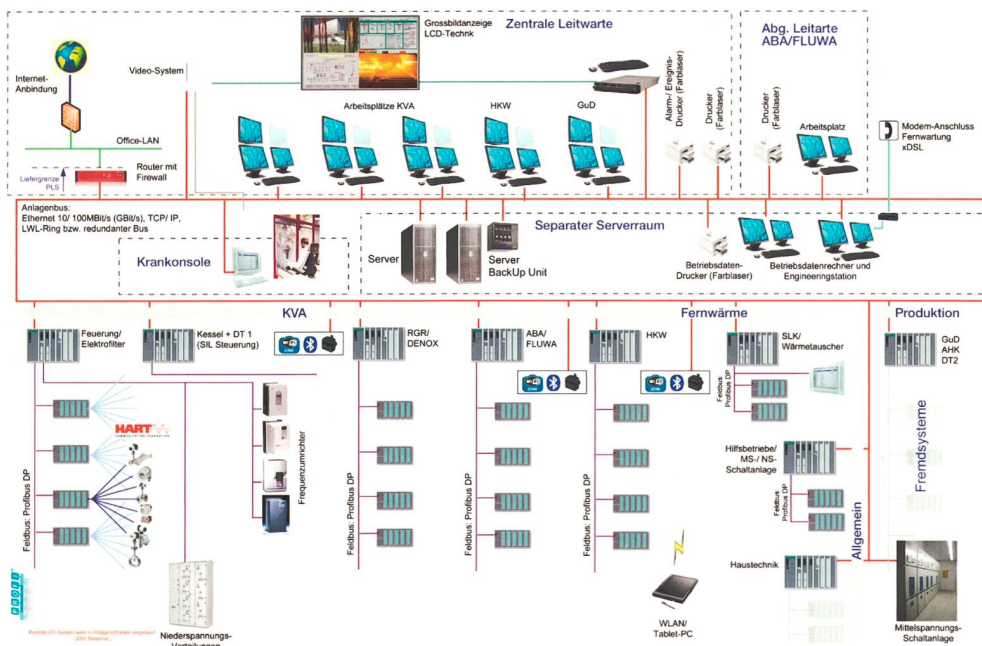 Grossbildanzeige
LCD-Technk
Zentrale Leitwarte
Abg. Leitarte
ABA/FLUWA
Internet-
Anbindung
Video-System
Arbeitsplätze KVA
HKW
GuD
Alarm-/ Ereignis-
Drucker (Farblaser)
Drucker
(Farblaser)
Drucker
(Farblaser)
Arbeitsplatz
Modem-Anschluss
Fernwartung
xDSL
Office-LAN
Liefergrenze
PLS
Router mit
Firewall
Anlagenbus:
Ethernet 10/ 100MBit/s (GBit/s), TCP/ IP,
LWL-Ring bzw. redundanter Bus
Krankonsole
Separater Serverraum
Server
Server
BackUp Unit
Betriebsdaten-
Drucker (Farblaser)
Betriebsdatenrechner und
Engineeringstation
KVA
Fernwärme
Produktion
Feuerung/
Elektrofilter
Kessel + DT 1
(SIL Steuerung)
RGR/
DENOX
ABA/
FLUWA
HKW
SLK/
Wärmetauscher
GuD
AHK
DT2
Feldbus: Profibus DP
HART
Frequenzumrichter
Feldbus: Profibus DP
Feldbus: Profibus DP
Feldbus: Profibus DP
Feldbus
Profibus DP
Hilfsbetriebe/
MS-/ NS-
Schaltanlage
Feldbus
Profibus DP
Allgemein
Fremdsysteme
Haustechnik
WLAN/
Tablet-PC
Mittelspannungs-
Schaltanlage
Niederspannungs-
Verteilungen